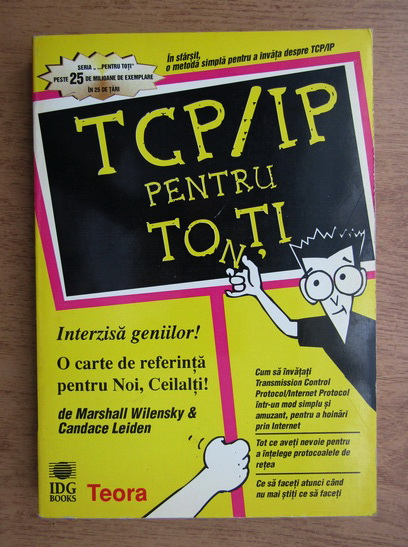 SERIA „ ...PENTRU TOȚI"
PESTE 25 DE MILIOANE DE EXEMPLARE
ÎN 25 DE ȚĂRI
În sfârșit,
o metodă simplă pentru a învăța despre TCP/IP
TCP/IP
PENTRU
TONȚI
Interzisă geniilor!
O carte de referință
pentru Noi, Ceilalți!
de Marshall Wilensky &
Candace Leiden
Cum să învățați
Transmission Control
Protocol/Internet Protocol
într-un mod simplu și
amuzant, pentru a hoinări
prin Internet
Tot ce aveți nevoie pentru
a înțelege protocoalele de
rețea
Ce să faceți atunci când
nu mai știți ce să faceți
IDG
BOOKS
Teora